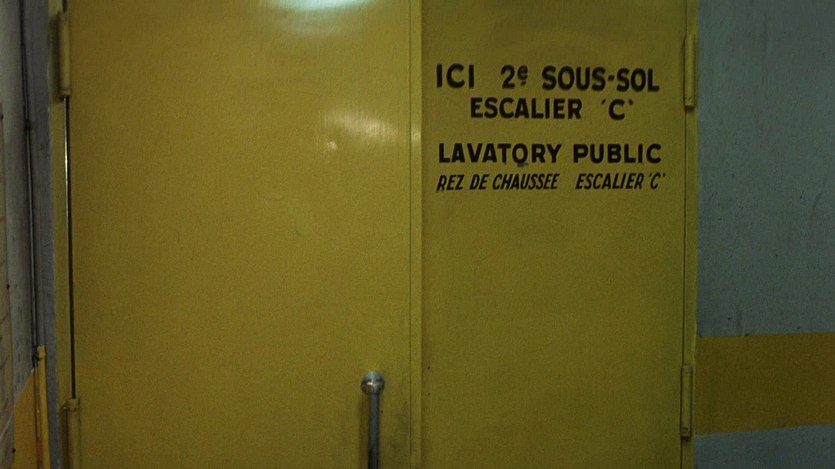 ICI 2e SOUS-SOL
ESCALIER 'C'
LAVATORY PUBLIC
REZ DE CHAUSSEE ESCALIER 'C'